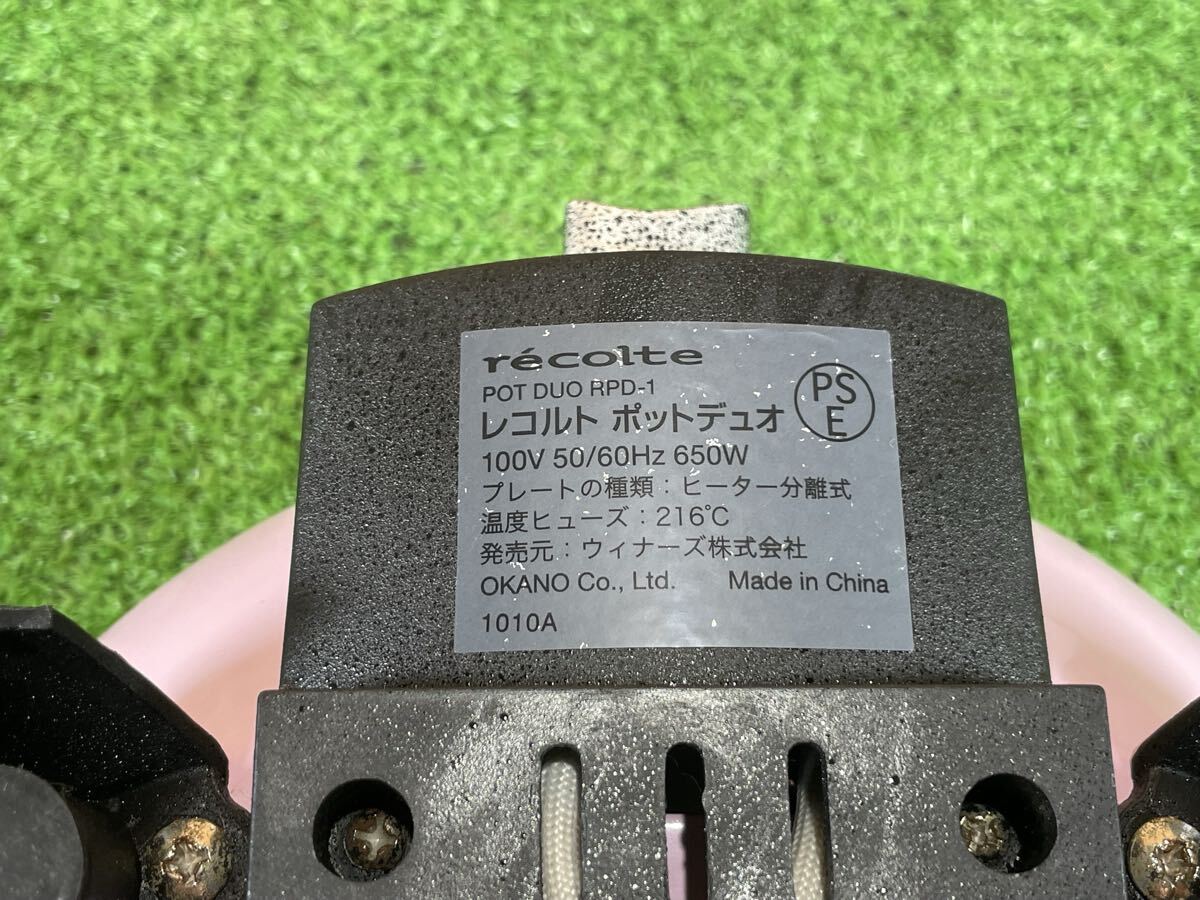 récolte
POT DUO RPD-1
レコルト ポットデュオ
PS
E
100V 50/60Hz 650W
プレートの種類：ヒーター分離式
温度ヒューズ：216℃
発売元：ウィナーズ株式会社
OKANO Co., Ltd. Made in China
1010A